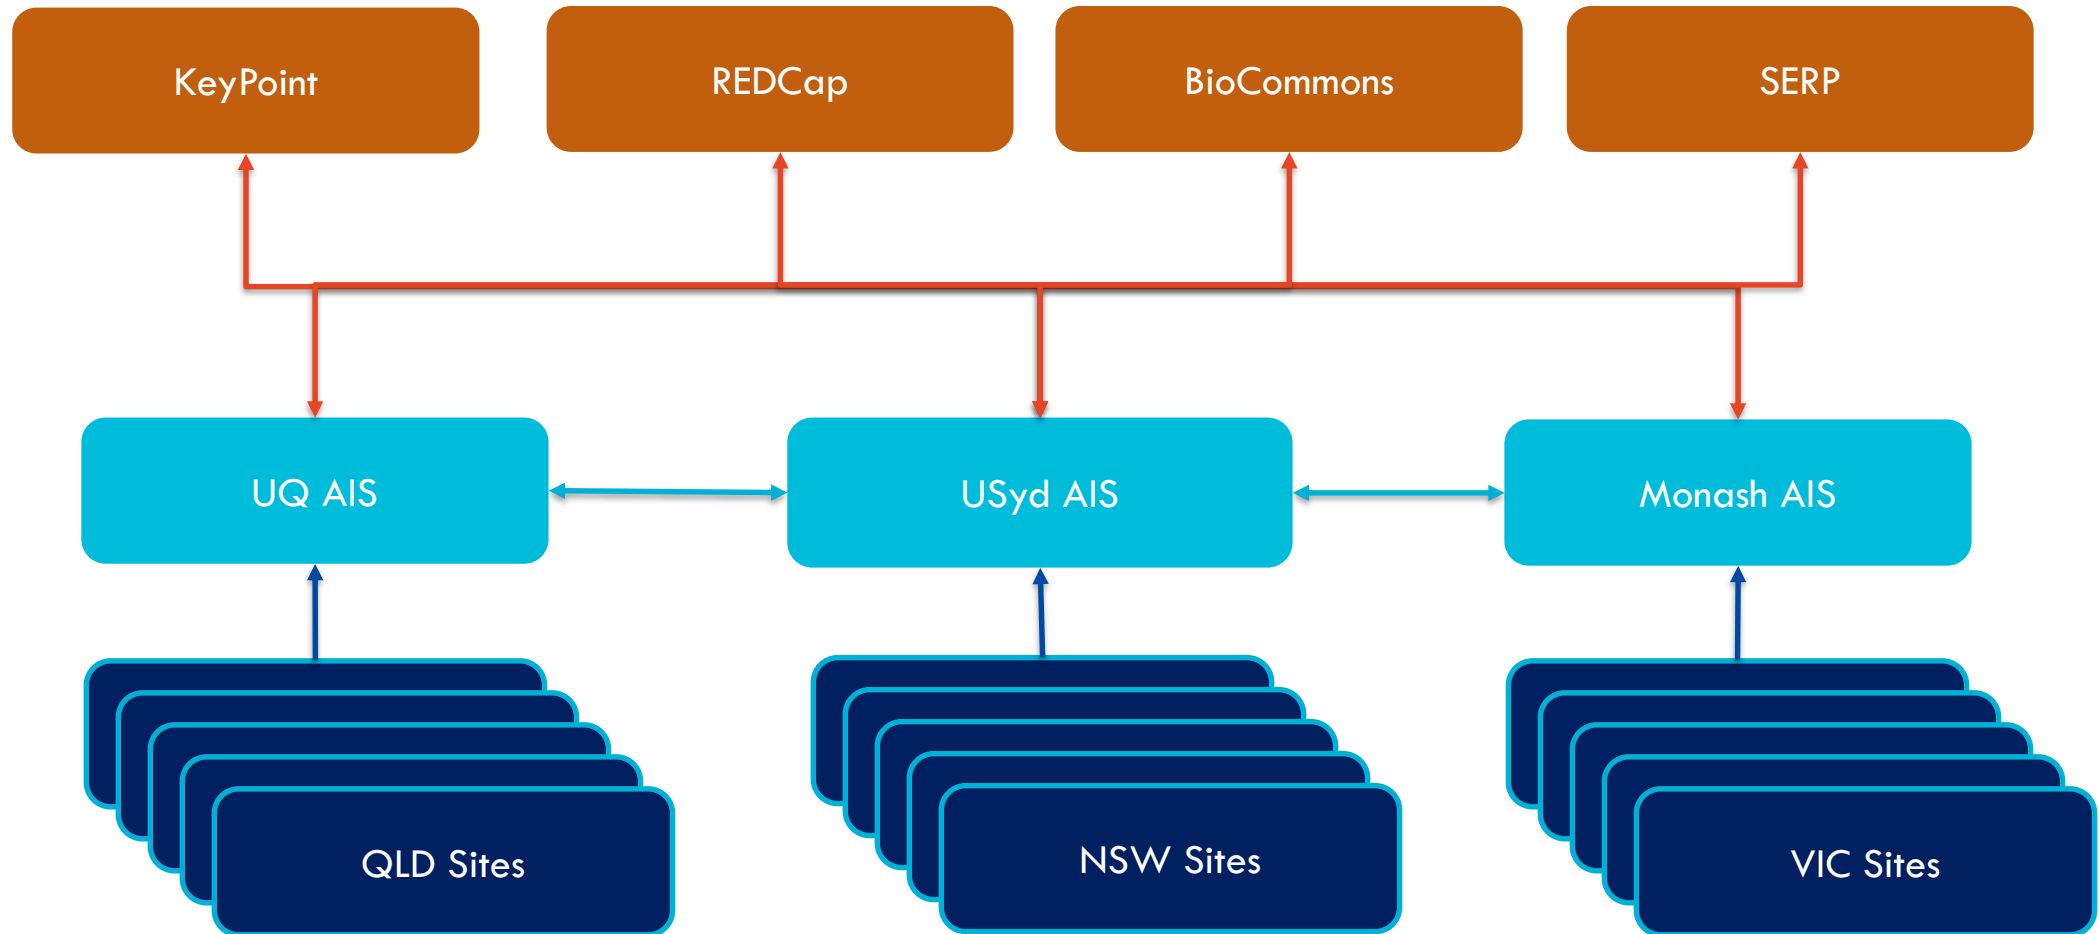 KeyPoint
REDCap
BioCommons
SERP
UQ AIS
USyd AIS
Monash AIS
QLD Sites
NSW Sites
VIC Sites